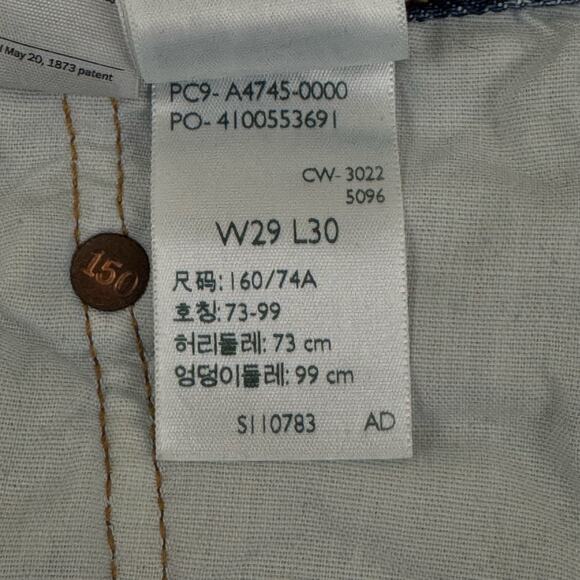 May 20, 1873 patent
PC9- A4745-0000
PO- 4100553691
CW- 3022
5096
W29 L30
尺码: 160/74A
호칭: 73-99
허리둘레: 73 cm
엉덩이둘레: 99 cm
S110783 AD
150